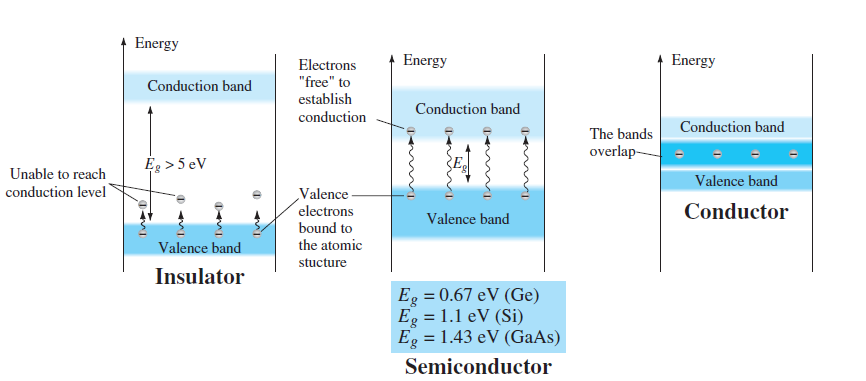 Energy
Conduction band
Eg > 5 eV
Unable to reach
conduction level
Valence band
Insulator
Electrons
"free" to
establish
conduction
Valence
electrons
bound to
the atomic
stucture
Energy
Conduction band
Eg
Valence band
Eg = 0.67 eV (Ge)
Eg = 1.1 eV (Si)
Eg = 1.43 eV (GaAs)
Semiconductor
Energy
The bands
overlap
Conduction band
Valence band
Conductor